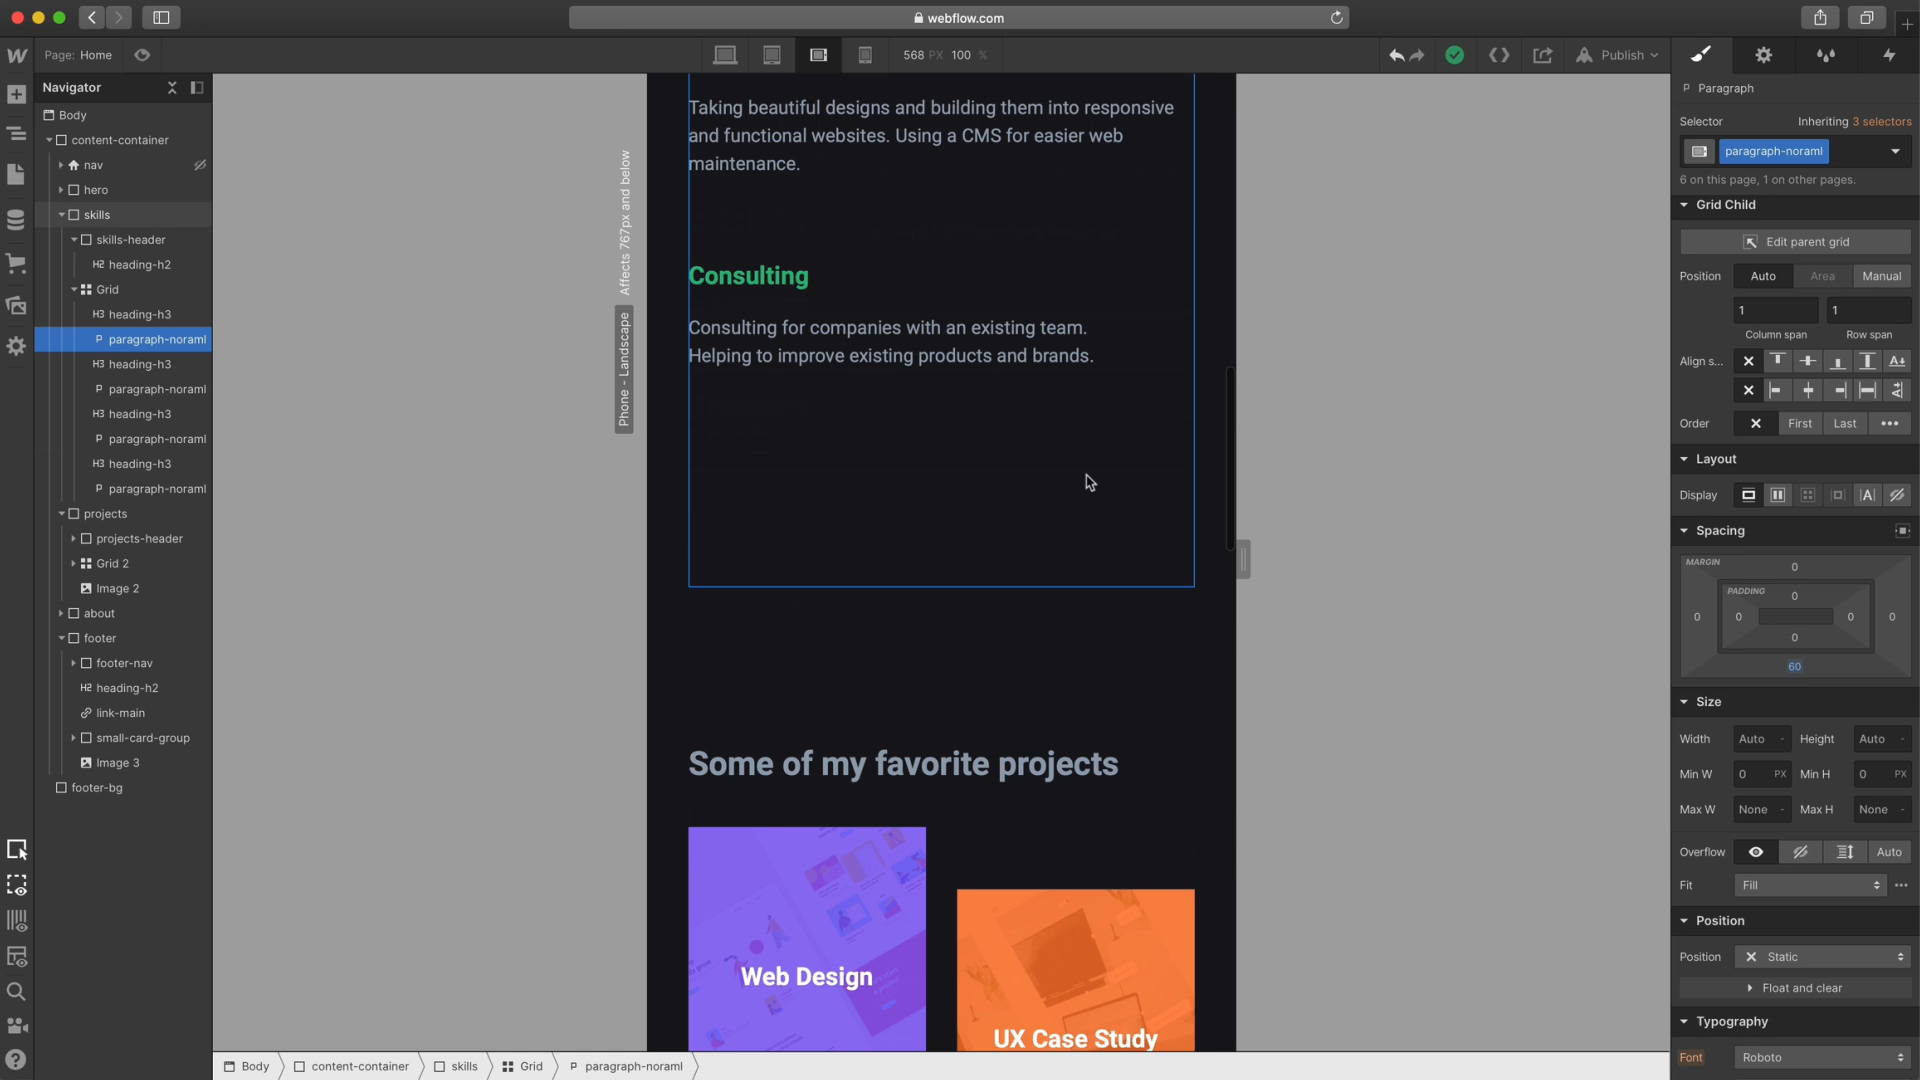 webflow.com
Page: Home
568 PX 100 %
Publish
Navigator
Body
content-container
nav
hero
skills
skills-header
H2 heading-h2
Grid
H3 heading-h3
P paragraph-noraml
H3 heading-h3
P paragraph-noraml
H3 heading-h3
P paragraph-noraml
H3 heading-h3
P paragraph-noraml
projects
projects-header
Grid 2
Image 2
about
footer
footer-nav
H2 heading-h2
link-main
small-card-group
Image 3
footer-bg
Affects 767px and below
Phone - Landscape
Taking beautiful designs and building them into responsive
and functional websites. Using a CMS for easier web
maintenance.
Consulting
Consulting for companies with an existing team.
Helping to improve existing products and brands.
Some of my favorite projects
Web Design
UX Case Study
Body content-container skills Grid P paragraph-noraml
P Paragraph
Selector Inheriting 3 selectors
paragraph-noraml
6 on this page, 1 on other pages.
Grid Child
Edit parent grid
Position Auto Area Manual
1 1
Column span Row span
Align s...
Order First Last
Layout
Display
Spacing
MARGIN
0
PADDING
0
0 0 0 0
0
60
Size
Width Auto - Height Auto -
Min W 0 PX Min H 0 PX
Max W None - Max H None -
Overflow Auto
Fit Fill
Position
Position Static
Float and clear
Typography
Font Roboto